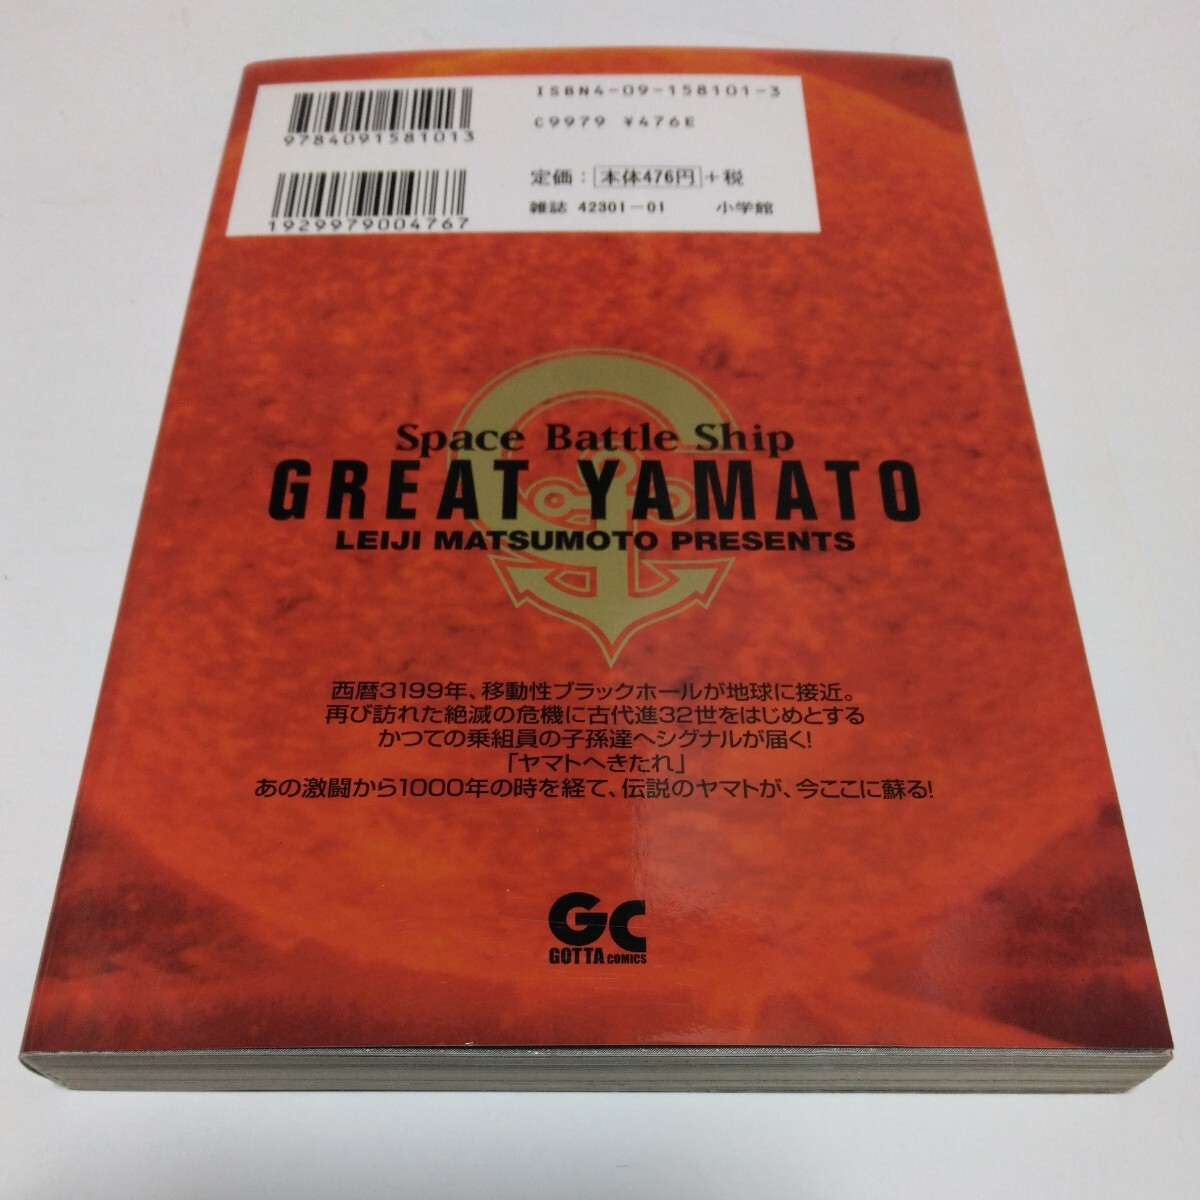 ISBN4-09-158101-3
C9979 ¥476E
9784091581013
定価：本体476円+税
雑誌 42301-01 小学館
1929979004767
Space Battle Ship
GREAT YAMATO
LEIJI MATSUMOTO PRESENTS
西暦3199年、移動性ブラックホールが地球に接近。
再び訪れた絶滅の危機に古代進32世をはじめとする
かつての乗組員の子孫達へシグナルが届く!
「ヤマトへきたれ」
あの激闘から1000年の時を経て、伝説のヤマトが、今ここに蘇る!
GC
GOTTA COMICS